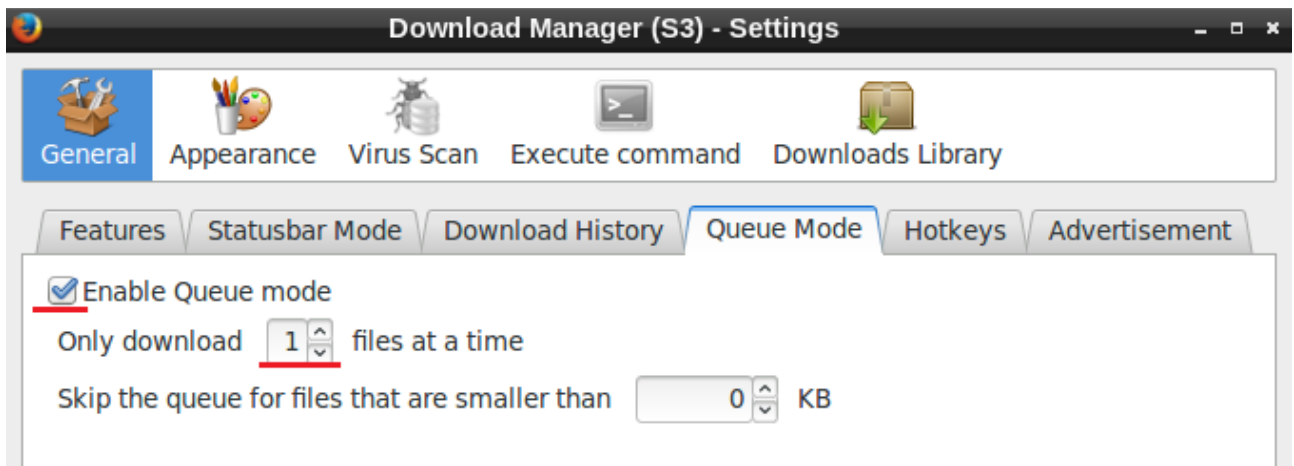 Download Manager (S3) - Settings
General Appearance Virus Scan Execute command Downloads Library
Features Statusbar Mode Download History Queue Mode Hotkeys Advertisement
Enable Queue mode
Only download 1 files at a time
Skip the queue for files that are smaller than 0 KB